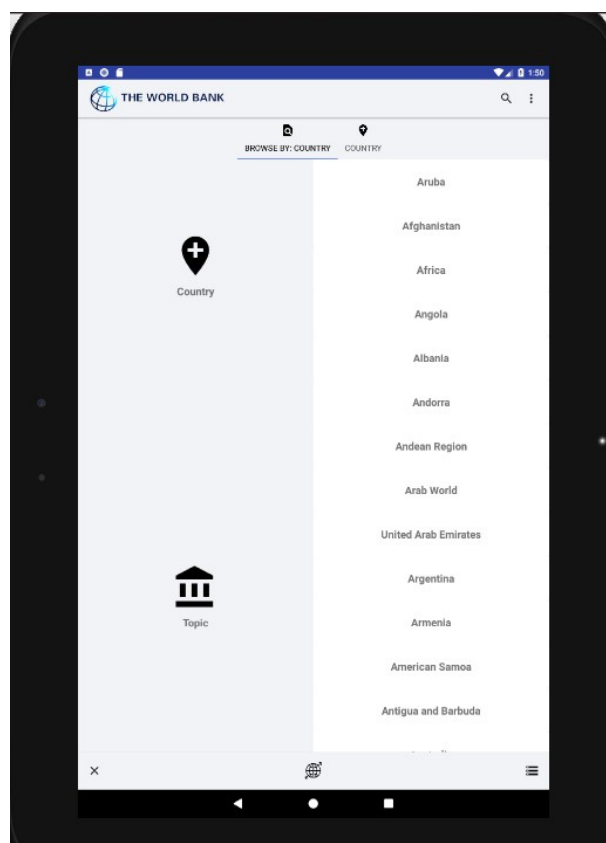 1:50
THE WORLD BANK
BROWSE BY: COUNTRY
COUNTRY
Country
Topic
Aruba
Afghanistan
Africa
Angola
Albania
Andorra
Andean Region
Arab World
United Arab Emirates
Argentina
Armenia
American Samoa
Antigua and Barbuda